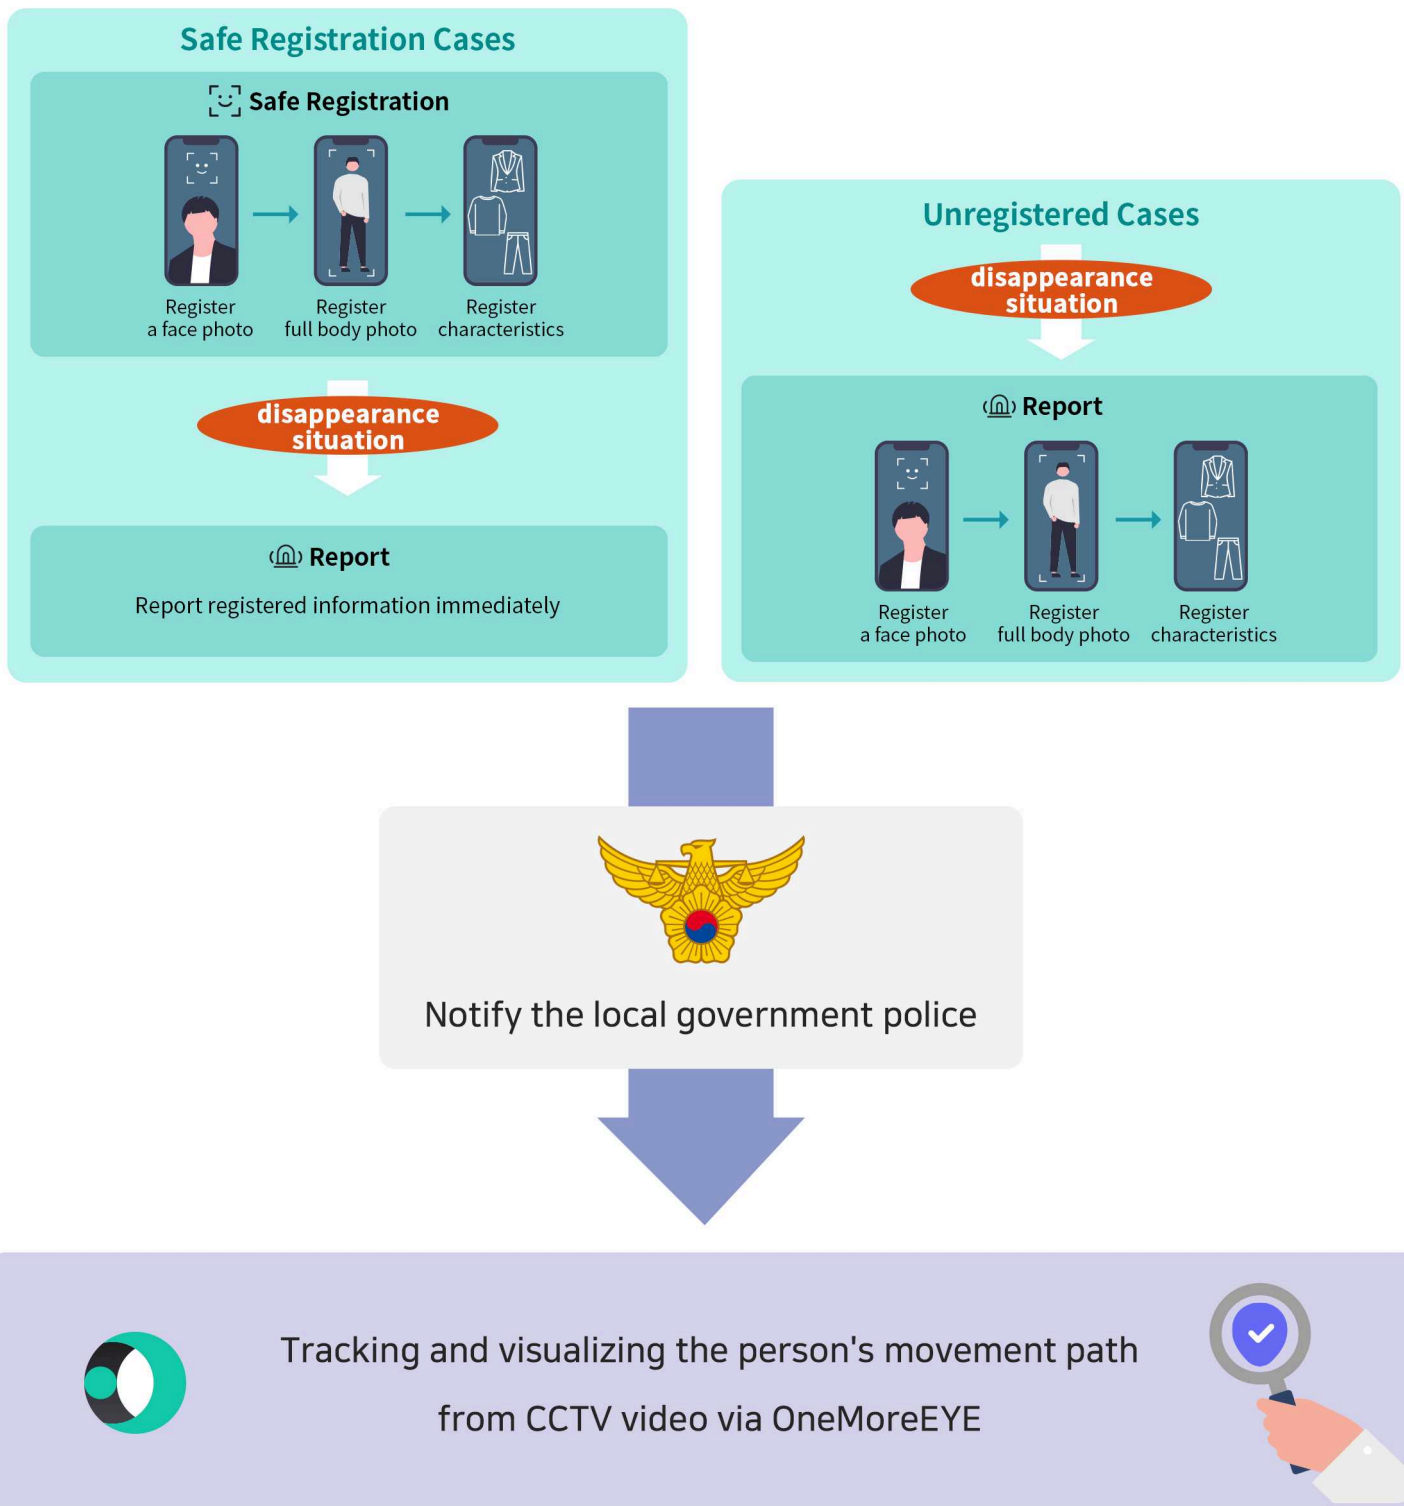 Safe Registration Cases
Safe Registration
Register
a face photo
Register
full body photo
Register
characteristics
disappearance
situation
Report
Report registered information immediately
Unregistered Cases
disappearance
situation
Report
Register
a face photo
Register
full body photo
Register
characteristics
Notify the local government police
Tracking and visualizing the person's movement path
from CCTV video via OneMoreEYE